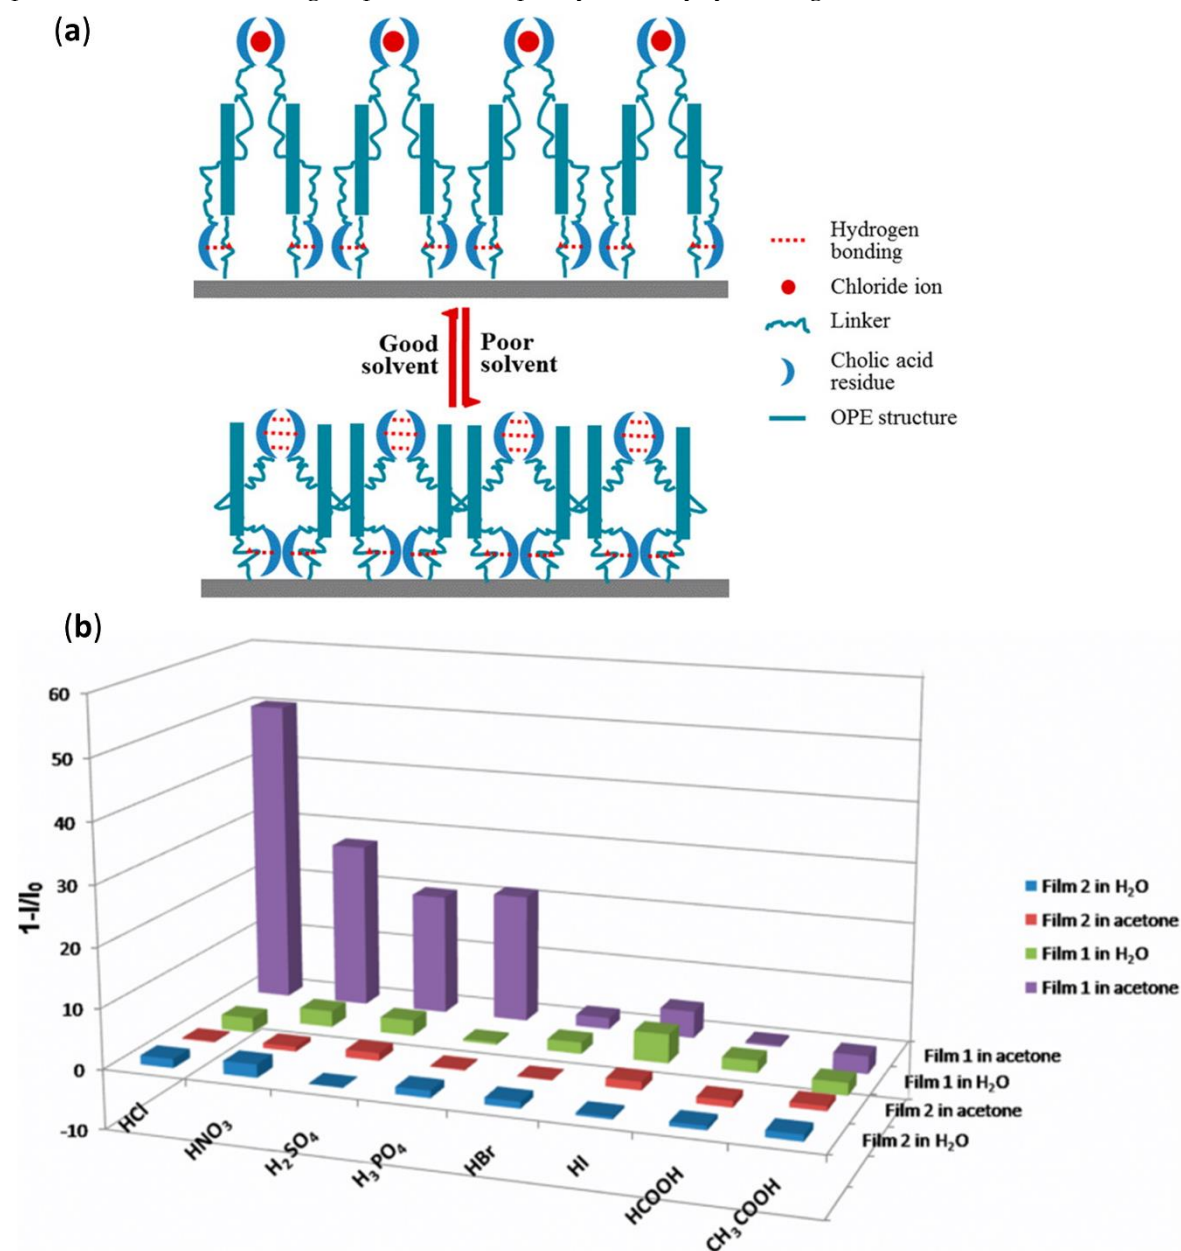 (a)
Hydrogen
bonding
Chloride ion
Linker
Cholic acid
residue
OPE structure
Good
solvent
Poor
solvent
(b)
60
50
40
30
20
10
0
-10
1-I/I₀
HCl
HNO₃
H₂SO₄
H₃PO₄
HBr
HI
HCOOH
CH₃COOH
Film 2 in H₂O
Film 2 in acetone
Film 1 in H₂O
Film 1 in acetone
Film 1 in acetone
Film 1 in H₂O
Film 2 in acetone
Film 2 in H₂O